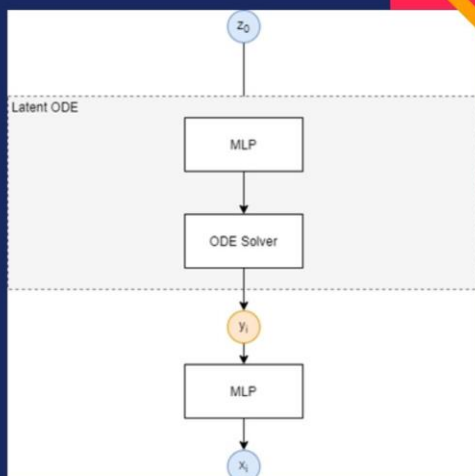 z₀
Latent ODE
MLP
ODE Solver
yᵢ
MLP
xᵢ